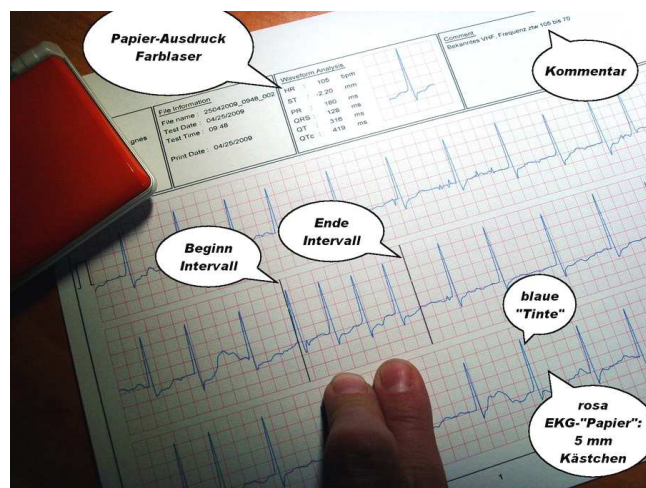 Papier-Ausdruck
Farblaser
gnes
File Information
File name : 25042009_0948_002
Test Date : 04/25/2009
Test Time : 09:48
Print Date : 04/25/2009
Waveform Analysis
HR : 105 bpm
ST : -2.20 mm
PR : 160 ms
QRS : 128 ms
QT : 316 ms
QTc : 419 ms
Comment
Bekanntes VHF, Frequenz ztw 105 bis 70
Kommentar
Beginn
Intervall
Ende
Intervall
blaue
"Tinte"
rosa
EKG-"Papier":
5 mm
Kästchen
1